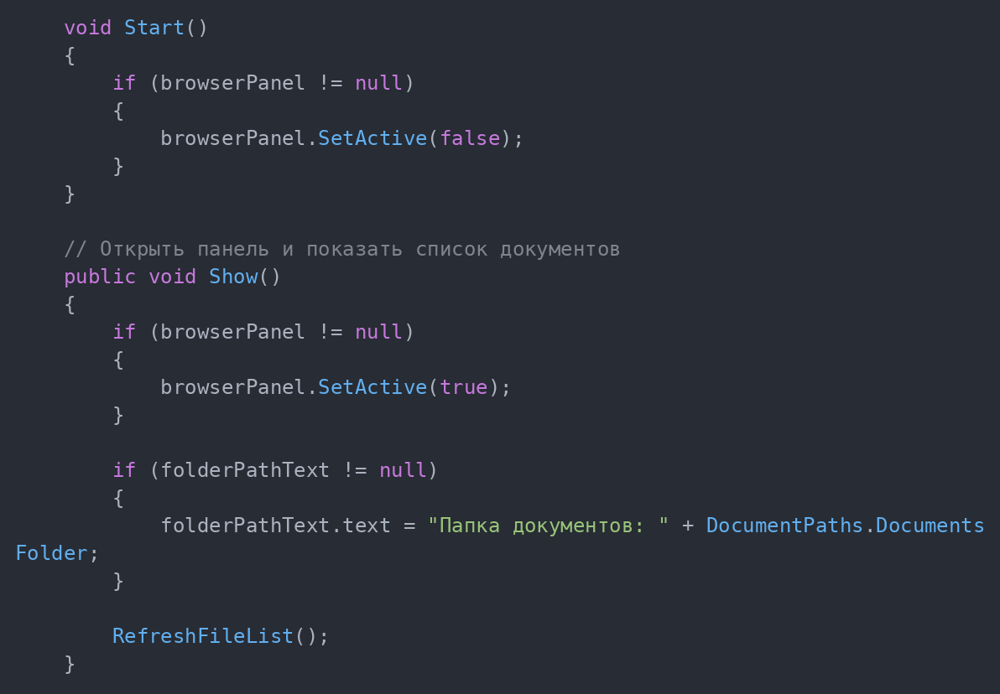 void Start()
    {
        if (browserPanel != null)
        {
            browserPanel.SetActive(false);
        }
    }

    // Открыть панель и показать список документов
    public void Show()
    {
        if (browserPanel != null)
        {
            browserPanel.SetActive(true);
        }

        if (folderPathText != null)
        {
            folderPathText.text = "Папка документов: " + DocumentPaths.Documents
Folder;
        }

        RefreshFileList();
    }